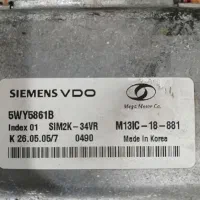 SIEMENS VDO
Mega Motor Co.
5WY5861B
Index 01 SIM2K-34VR M13IC-18-881
K 26.05.05/7 0490 Made in Korea